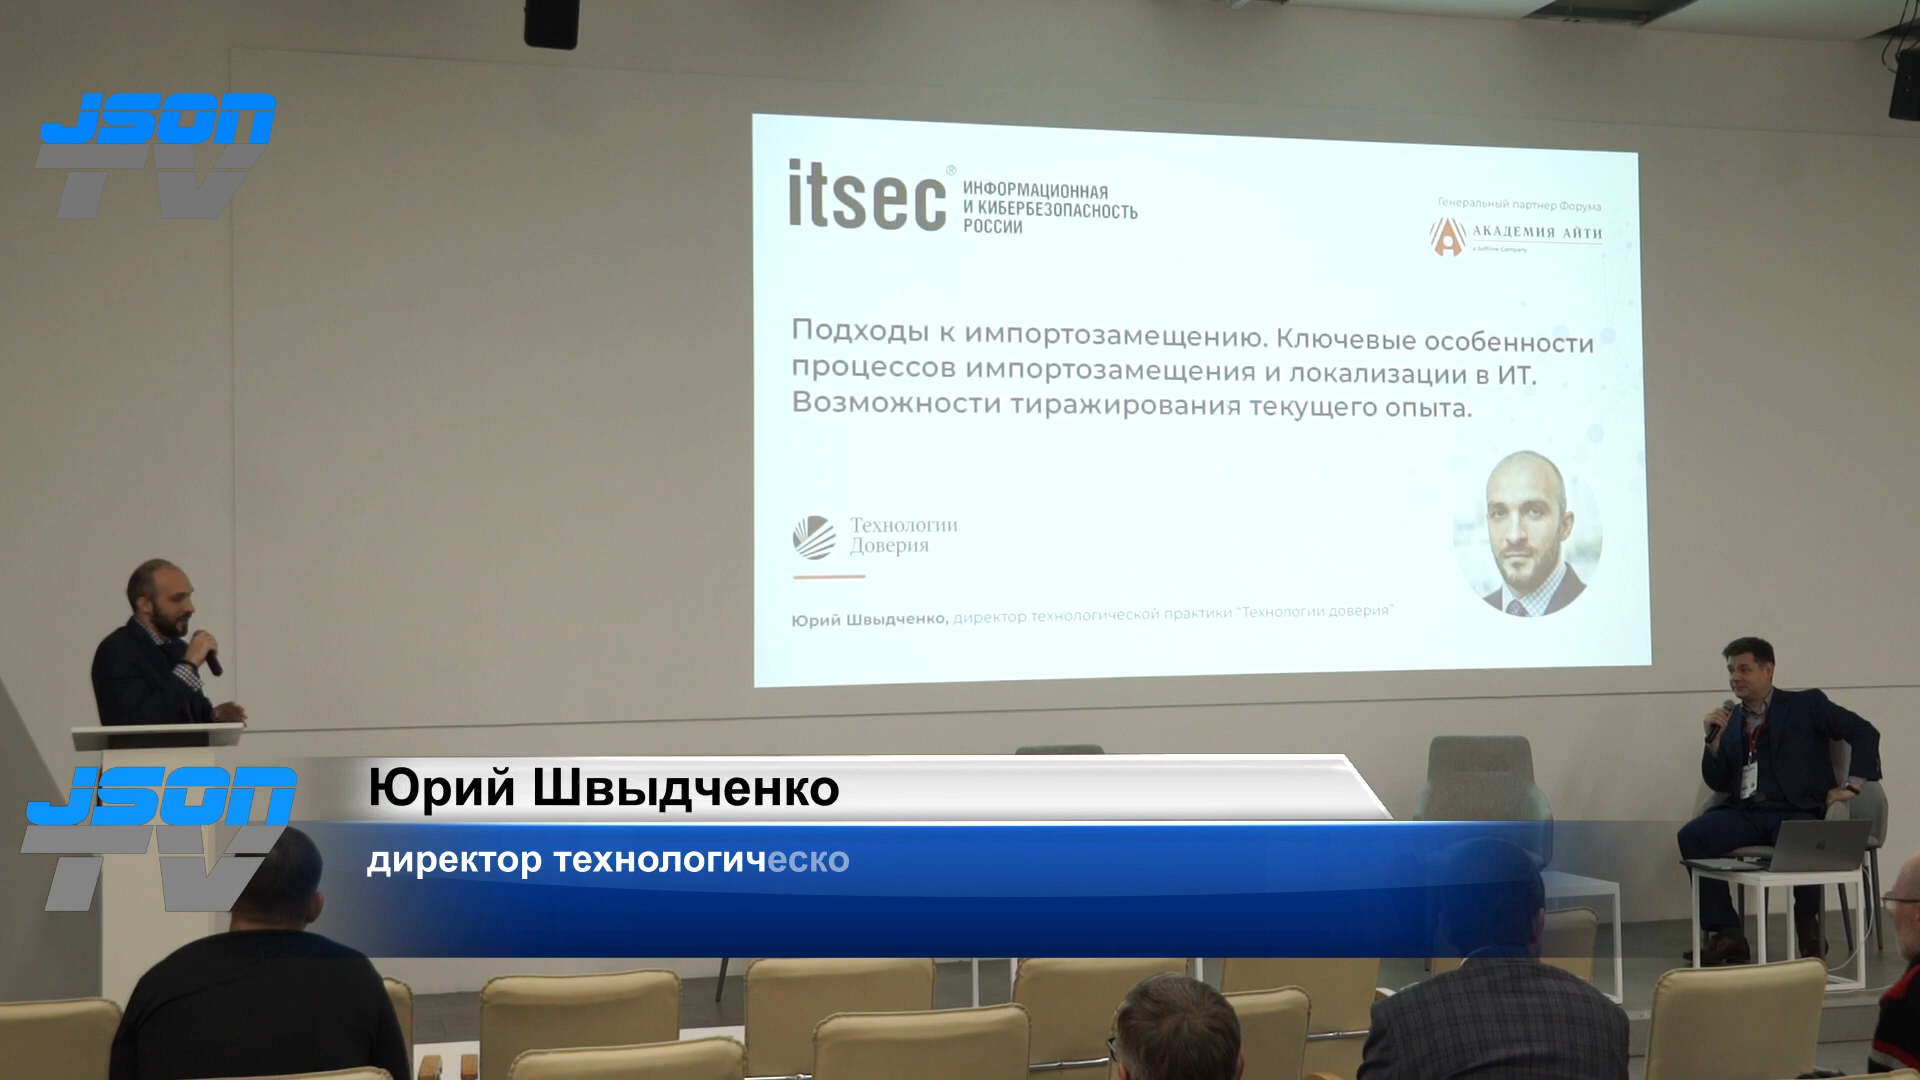 JSON
TV
itsec®
ИНФОРМАЦИОННАЯ
И КИБЕРБЕЗОПАСНОСТЬ
РОССИИ
Генеральный партнер Форума
АКАДЕМИЯ АЙТИ
a Softline Company
Подходы к импортозамещению. Ключевые особенности
процессов импортозамещения и локализации в ИТ.
Возможности тиражирования текущего опыта.
Технологии
Доверия
Юрий Швыдченко, директор технологической практики "Технологии доверия"
JSON
TV
Юрий Швыдченко
директор технологическо